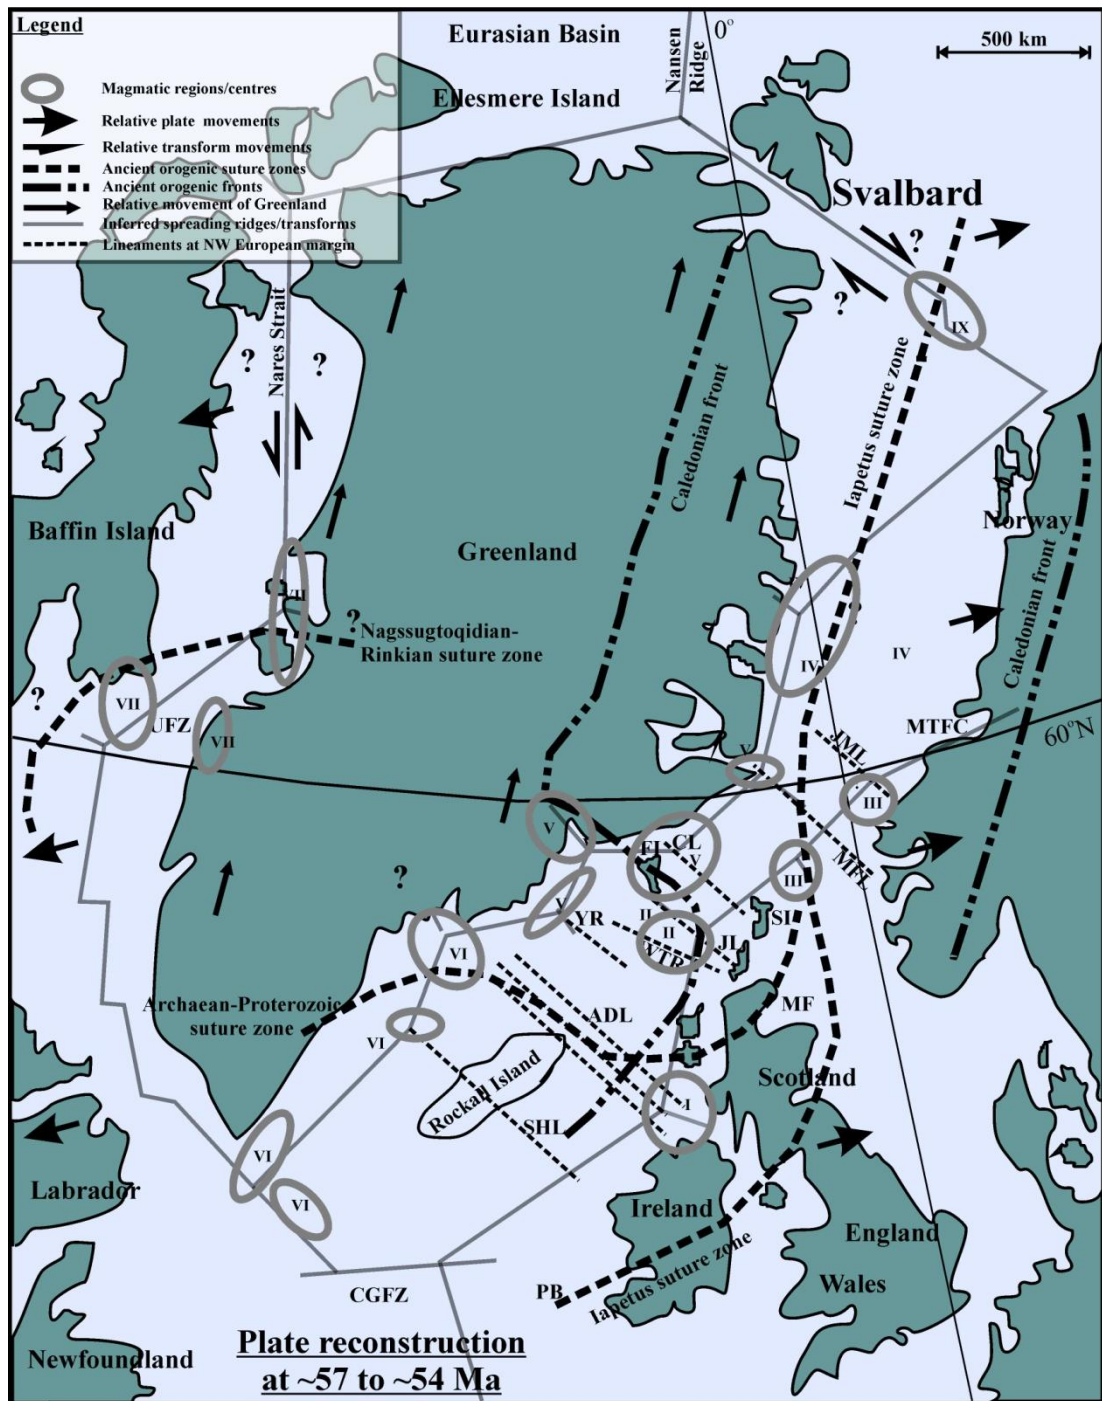 Legend
Magmatic regions/centres
Relative plate movements
Relative transform movements
Ancient orogenic suture zones
Ancient orogenic fronts
Relative movement of Greenland
Inferred spreading ridges/transforms
Lineaments at NW European margin
Eurasian Basin
Ellesmere Island
Nansen
Ridge
0°
500 km
Svalbard
?
?
IX
Nares Strait
?
?
Caledonian front
Iapetus suture zone
Baffin Island
Greenland
Norway
Caledonian front
VII
?
Nagssugtoqidian-
Rinkian suture zone
IV
IV
?
VII
UFZ
VII
MTFC
60°N
JML
V
III
MFL
V
FI
CL
V
III
?
V
YR
II
II
WTR
JL
SI
VI
Archaean-Proterozoic
suture zone
VI
ADL
MF
Rockall Island
Scotland
SHL
I
VI
VI
Labrador
Ireland
England
Iapetus suture zone
PB
Wales
CGFZ
Newfoundland
Plate reconstruction
at ~57 to ~54 Ma